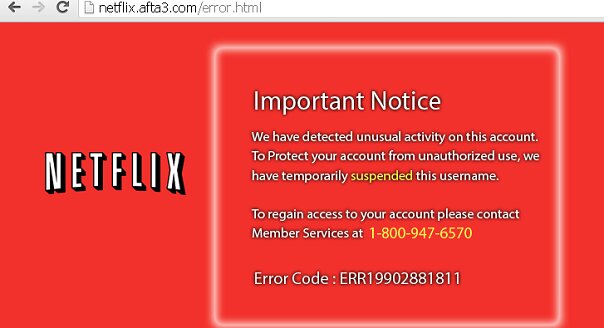 netflix.afta3.com/error.html
Important Notice
We have detected unusual activity on this account.
To Protect your account from unauthorized use, we
have temporarily suspended this username.
NETFLIX
To regain access to your account please contact
Member Services at 1-800-947-6570
Error Code : ERR19902881811